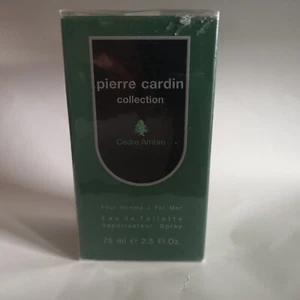 pierre cardin
collection
Cedre Ambre
Pour Homme / For Men
Eau de Toilette
Vaporisateur Spray
75 ml ℮ 2.5 Fl.Oz.